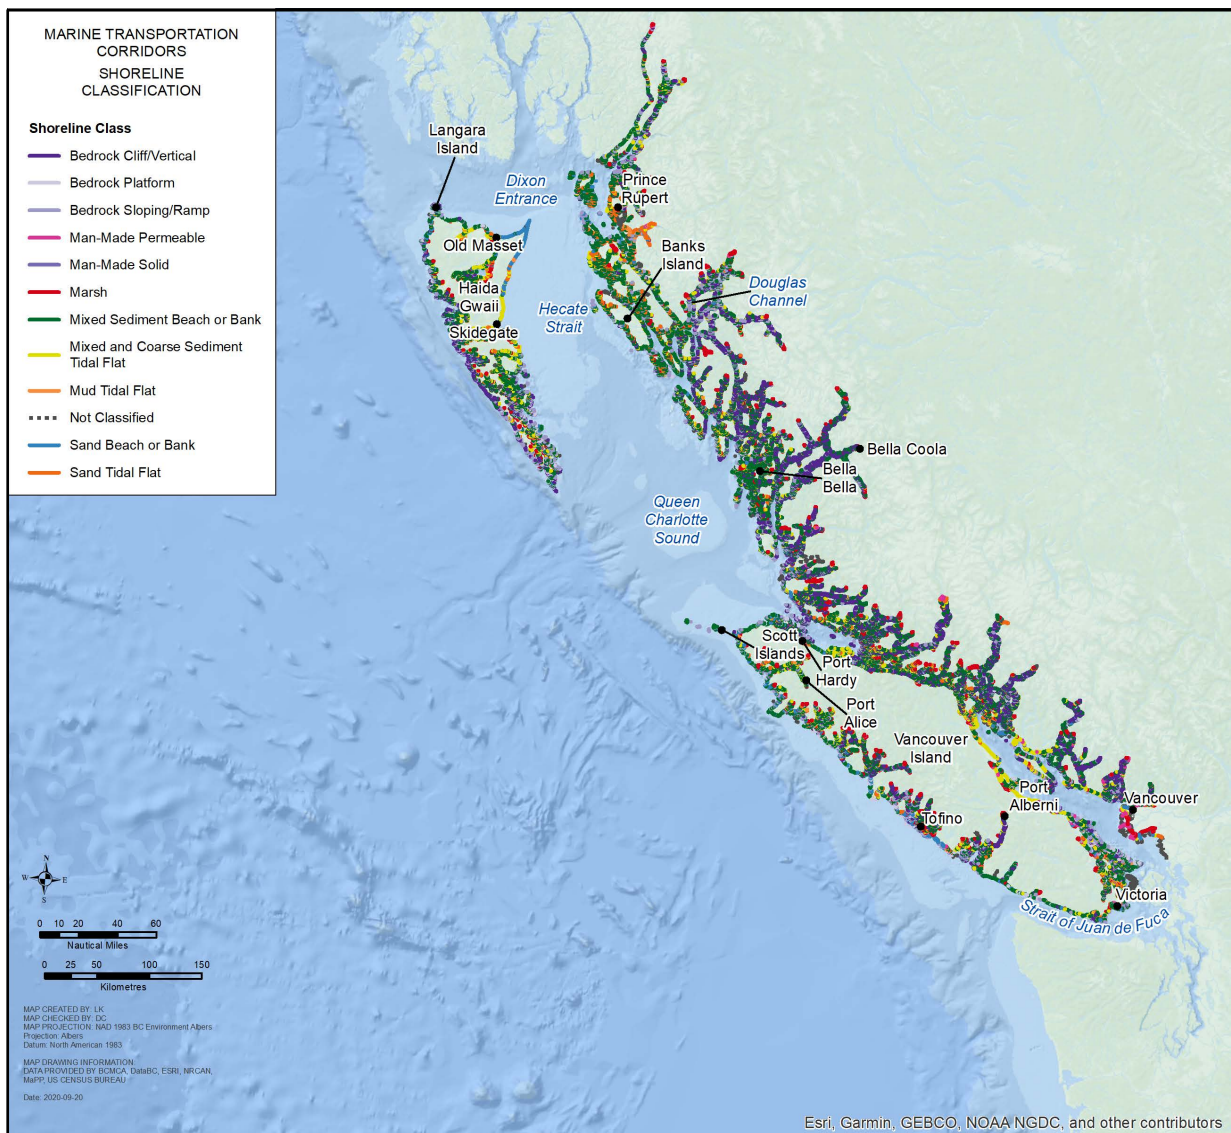 MARINE TRANSPORTATION
CORRIDORS
SHORELINE
CLASSIFICATION
Shoreline Class
Bedrock Cliff/Vertical
Bedrock Platform
Bedrock Sloping/Ramp
Man-Made Permeable
Man-Made Solid
Marsh
Mixed Sediment Beach or Bank
Mixed and Coarse Sediment
Tidal Flat
Mud Tidal Flat
Not Classified
Sand Beach or Bank
Sand Tidal Flat
Langara
Island
Dixon
Entrance
Prince
Rupert
Old Masset
Banks
Island
Haida
Gwaii
Hecate
Strait
Douglas
Channel
Skidegate
Bella Coola
Bella
Bella
Queen
Charlotte
Sound
Scott
Islands
Port
Hardy
Port
Alice
Vancouver
Island
Port
Alberni
Vancouver
Tofino
Victoria
Strait of Juan de Fuca
N
W
E
S
0 10 20 40 60
Nautical Miles
0 25 50 100 150
Kilometres
MAP CREATED BY: LK
MAP CHECKED BY: DC
MAP PROJECTION: NAD 1983 BC Environment Albers
Projection: Albers
Datum: North American 1983
MAP DRAWING INFORMATION:
DATA PROVIDED BY BCMCA, DataBC, ESRI, NRCAN,
MaPP, US CENSUS BUREAU
Date: 2020-09-20
Esri, Garmin, GEBCO, NOAA NGDC, and other contributors